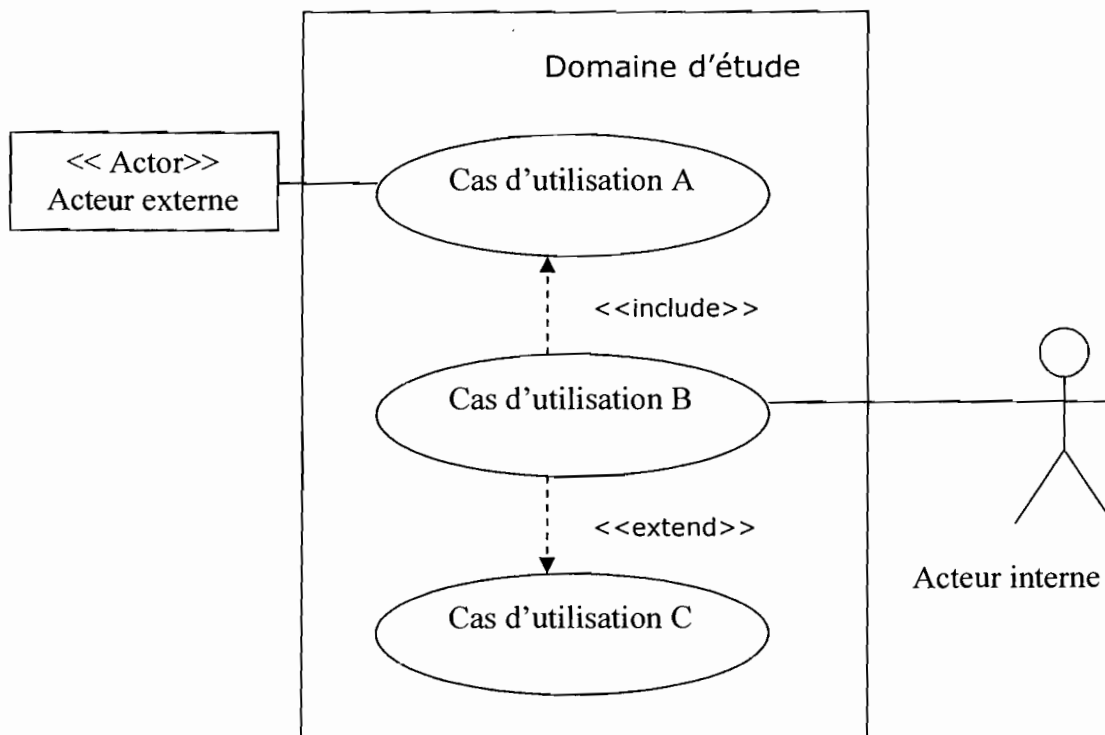 Domaine d'étude
<< Actor>>
Acteur externe
Cas d'utilisation A
<<include>>
Cas d'utilisation B
<<extend>>
Acteur interne
Cas d'utilisation C